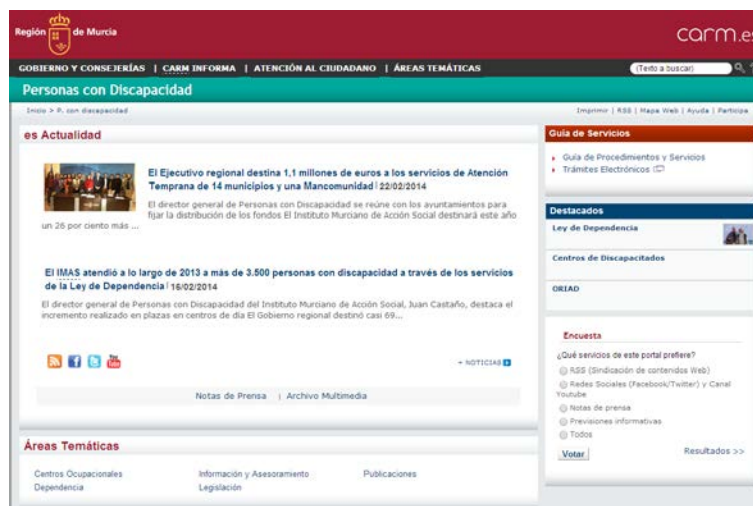 Región de Murcia
carm.es
GOBIERNO Y CONSEJERÍAS | CARM INFORMA | ATENCIÓN AL CIUDADANO | ÁREAS TEMÁTICAS
(Texto a buscar)
Personas con Discapacidad
Inicio > P. con discapacidad
Imprimir | RSS | Mapa Web | Ayuda | Participa
es Actualidad
El Ejecutivo regional destina 1,1 millones de euros a los servicios de Atención
Temprana de 14 municipios y una Mancomunidad | 22/02/2014
El director general de Personas con Discapacidad se reúne con los ayuntamientos para
fijar la distribución de los fondos El Instituto Murciano de Acción Social destinará este año
un 26 por ciento más ...
El IMAS atendió a lo largo de 2013 a más de 3.500 personas con discapacidad a través de los servicios
de la Ley de Dependencia | 16/02/2014
El director general de Personas con Discapacidad del Instituto Murciano de Acción Social, Juan Castaño, destaca el
incremento realizado en plazas en centros de día El Gobierno regional destinó casi 69...
You Tube
+ NOTICIAS
Notas de Prensa | Archivo Multimedia
Áreas Temáticas
Centros Ocupacionales
Información y Asesoramiento
Publicaciones
Dependencia
Legislación
Guía de Servicios
Guía de Procedimientos y Servicios
Trámites Electrónicos
Destacados
Ley de Dependencia
Centros de Discapacitados
ORIAD
Encuesta
¿Qué servicios de este portal prefiere?
RSS (Sindicación de contenidos Web)
Redes Sociales (Facebook/Twitter) y Canal
Youtube
Notas de prensa
Previsiones informativas
Todos
Votar
Resultados >>